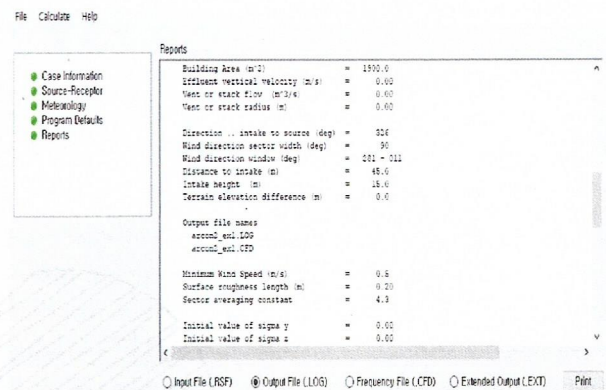 File Calculate Help
Reports
Case Information
Source-Receptor
Meteorology
Program Defaults
Reports
Building Area (m^2) = 1900.0
Effluent vertical velocity (m/s) = 0.00
Vent or stack flow (m^3/s) = 0.00
Vent or stack radius (m) = 0.00
Direction .. intake to source (deg) = 326
Wind direction sector width (deg) = 90
Wind direction window (deg) = 281 - 011
Distance to intake (m) = 45.0
Intake height (m) = 15.0
Terrain elevation difference (m) = 0.0
Output file names
arcon2_ex1.LOG
arcon2_ex1.CFD
Minimum Wind Speed (m/s) = 0.5
Surface roughness length (m) = 0.20
Sector averaging constant = 4.3
Initial value of sigma y = 0.00
Initial value of sigma z = 0.00
Input File (.RSF) Output File (.LOG) Frequency File (.CFD) Extended Output (.EXT) Print